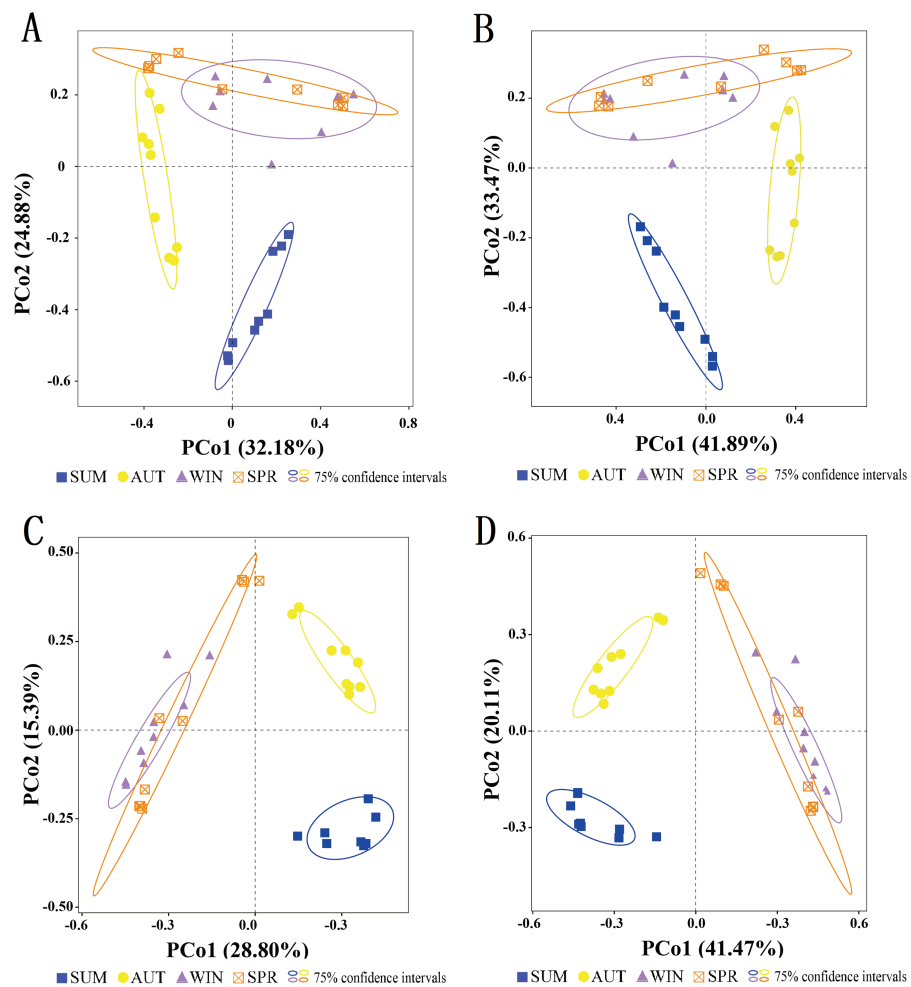 A
0.2
0
-0.2
-0.4
-0.6
-0.4
0
0.4
0.8
PCo2 (24.88%)
PCo1 (32.18%)
SUM AUT WIN SPR 75% confidence intervals
B
0.2
0.0
-0.2
-0.4
-0.6
0.4
0.0
0.4
PCo2 (33.47%)
PCo1 (41.89%)
SUM AUT WIN SPR 75% confidence intervals
C
0.50
0.25
0.00
-0.25
-0.50
-0.6
-0.3
0.0
-0.3
PCo2 (15.39%)
PCo1 (28.80%)
SUM AUT WIN SPR 75% confidence intervals
D
0.6
0.3
0.0
-0.3
-0.6
-0.3
-0.0
-0.3
0.6
PCo2 (20.11%)
PCo1 (41.47%)
SUM AUT WIN SPR 75% confidence intervals